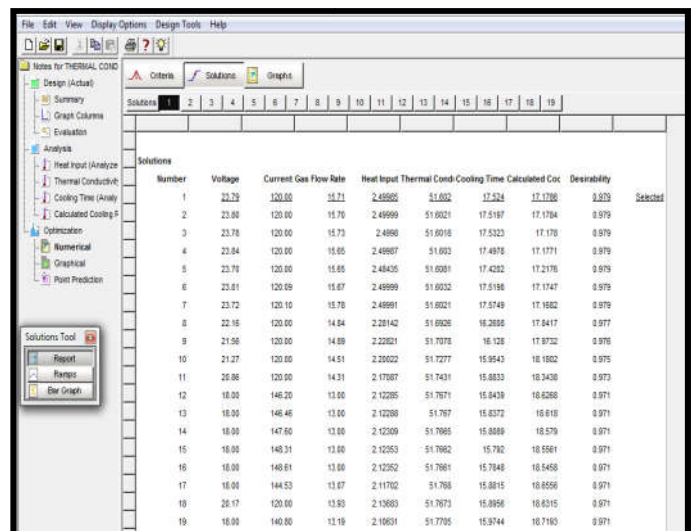 File Edit View Display Options Design Tools Help
Notes for THERMAL COND
Design (Actual)
Summary
Graph Columns
Evaluation
Analysis
Heat Input (Analyze
Thermal Conductivit
Cooling Time (Analy
Calculated Cooling R
Optimization
Numerical
Graphical
Point Prediction
Solutions Tool
Report
Ramps
Bar Graph
Criteria Solutions Graphs
Solutions 1 2 3 4 5 6 7 8 9 10 11 12 13 14 15 16 17 18 19
Solutions
Number Voltage Current Gas Flow Rate Heat Input Thermal Condi Cooling Time Calculated Coo Desirability
1 23.79 120.00 15.71 2.49985 51.602 17.524 17.1786 0.979 Selected
2 23.80 120.00 15.70 2.49999 51.6021 17.5197 17.1784 0.979
3 23.78 120.00 15.73 2.4998 51.6018 17.5323 17.178 0.979
4 23.84 120.00 15.65 2.49987 51.603 17.4978 17.1771 0.979
5 23.70 120.00 15.65 2.48435 51.6081 17.4202 17.2176 0.979
6 23.81 120.09 15.67 2.49999 51.6032 17.5198 17.1747 0.979
7 23.72 120.10 15.78 2.49991 51.6021 17.5749 17.1682 0.979
8 22.16 120.00 14.84 2.28142 51.6926 16.2688 17.8417 0.977
9 21.56 120.00 14.89 2.22821 51.7078 16.128 17.9732 0.976
10 21.27 120.00 14.51 2.20022 51.7277 15.9543 18.1802 0.975
11 20.86 120.00 14.31 2.17087 51.7431 15.8833 18.3438 0.973
12 18.00 146.20 13.00 2.12285 51.7671 15.8439 18.6268 0.971
13 18.00 146.46 13.00 2.12288 51.767 15.8372 18.618 0.971
14 18.00 147.60 13.00 2.12309 51.7665 15.8089 18.579 0.971
15 18.00 148.31 13.00 2.12353 51.7662 15.792 18.5561 0.971
16 18.00 148.61 13.00 2.12352 51.7661 15.7848 18.5458 0.971
17 18.00 144.53 13.07 2.11702 51.768 15.8815 18.6556 0.971
18 20.17 120.00 13.93 2.13683 51.7673 15.8956 18.6315 0.971
19 18.00 140.80 13.19 2.10631 51.7705 15.9744 18.7193 0.971